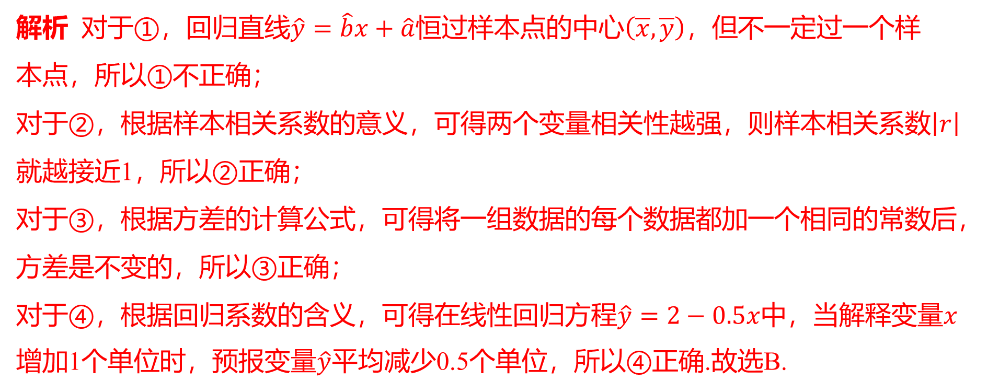 解析 对于①，回归直线$\hat{y}=\hat{b}x+\hat{a}$恒过样本点的中心$(\overline{x},\overline{y})$，但不一定过一个样
本点，所以①不正确；
对于②，根据样本相关系数的意义，可得两个变量相关性越强，则样本相关系数$|r|$
就越接近1，所以②正确；
对于③，根据方差的计算公式，可得将一组数据的每个数据都加一个相同的常数后，
方差是不变的，所以③正确；
对于④，根据回归系数的含义，可得在线性回归方程$\hat{y}=2-0.5x$中，当解释变量$x$
增加1个单位时，预报变量$\hat{y}$平均减少0.5个单位，所以④正确.故选B.